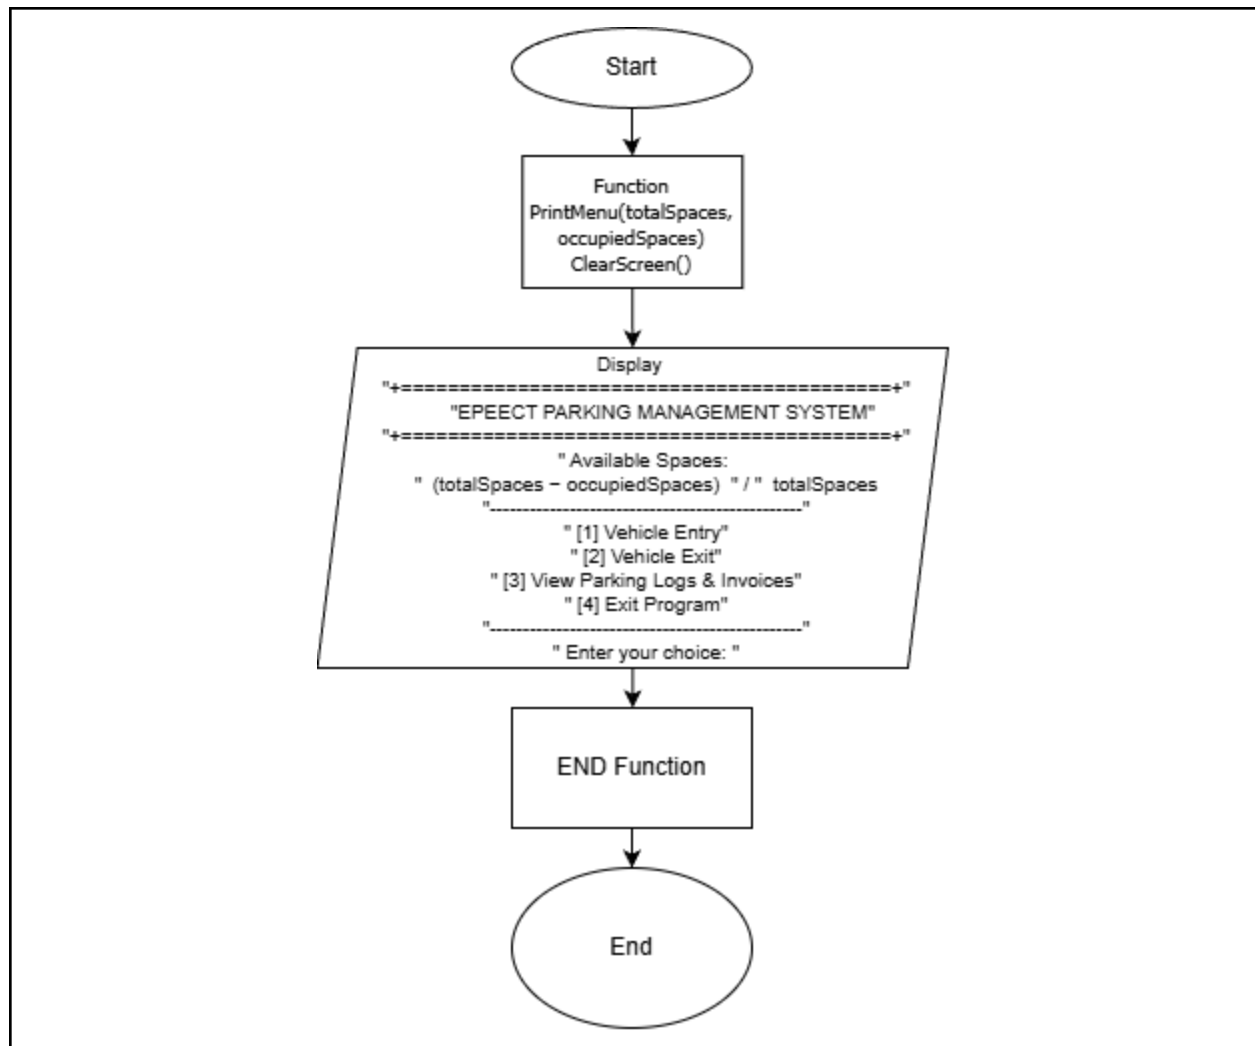 Start
Function
PrintMenu(totalSpaces,
occupiedSpaces)
ClearScreen()
Display
"+==========================================+"
"EPEECT PARKING MANAGEMENT SYSTEM"
"+==========================================+"
" Available Spaces:
" (totalSpaces − occupiedSpaces) " / " totalSpaces
"-----------------------------------------------"
" [1] Vehicle Entry"
" [2] Vehicle Exit"
" [3] View Parking Logs & Invoices"
" [4] Exit Program"
"-----------------------------------------------"
" Enter your choice: "
END Function
End